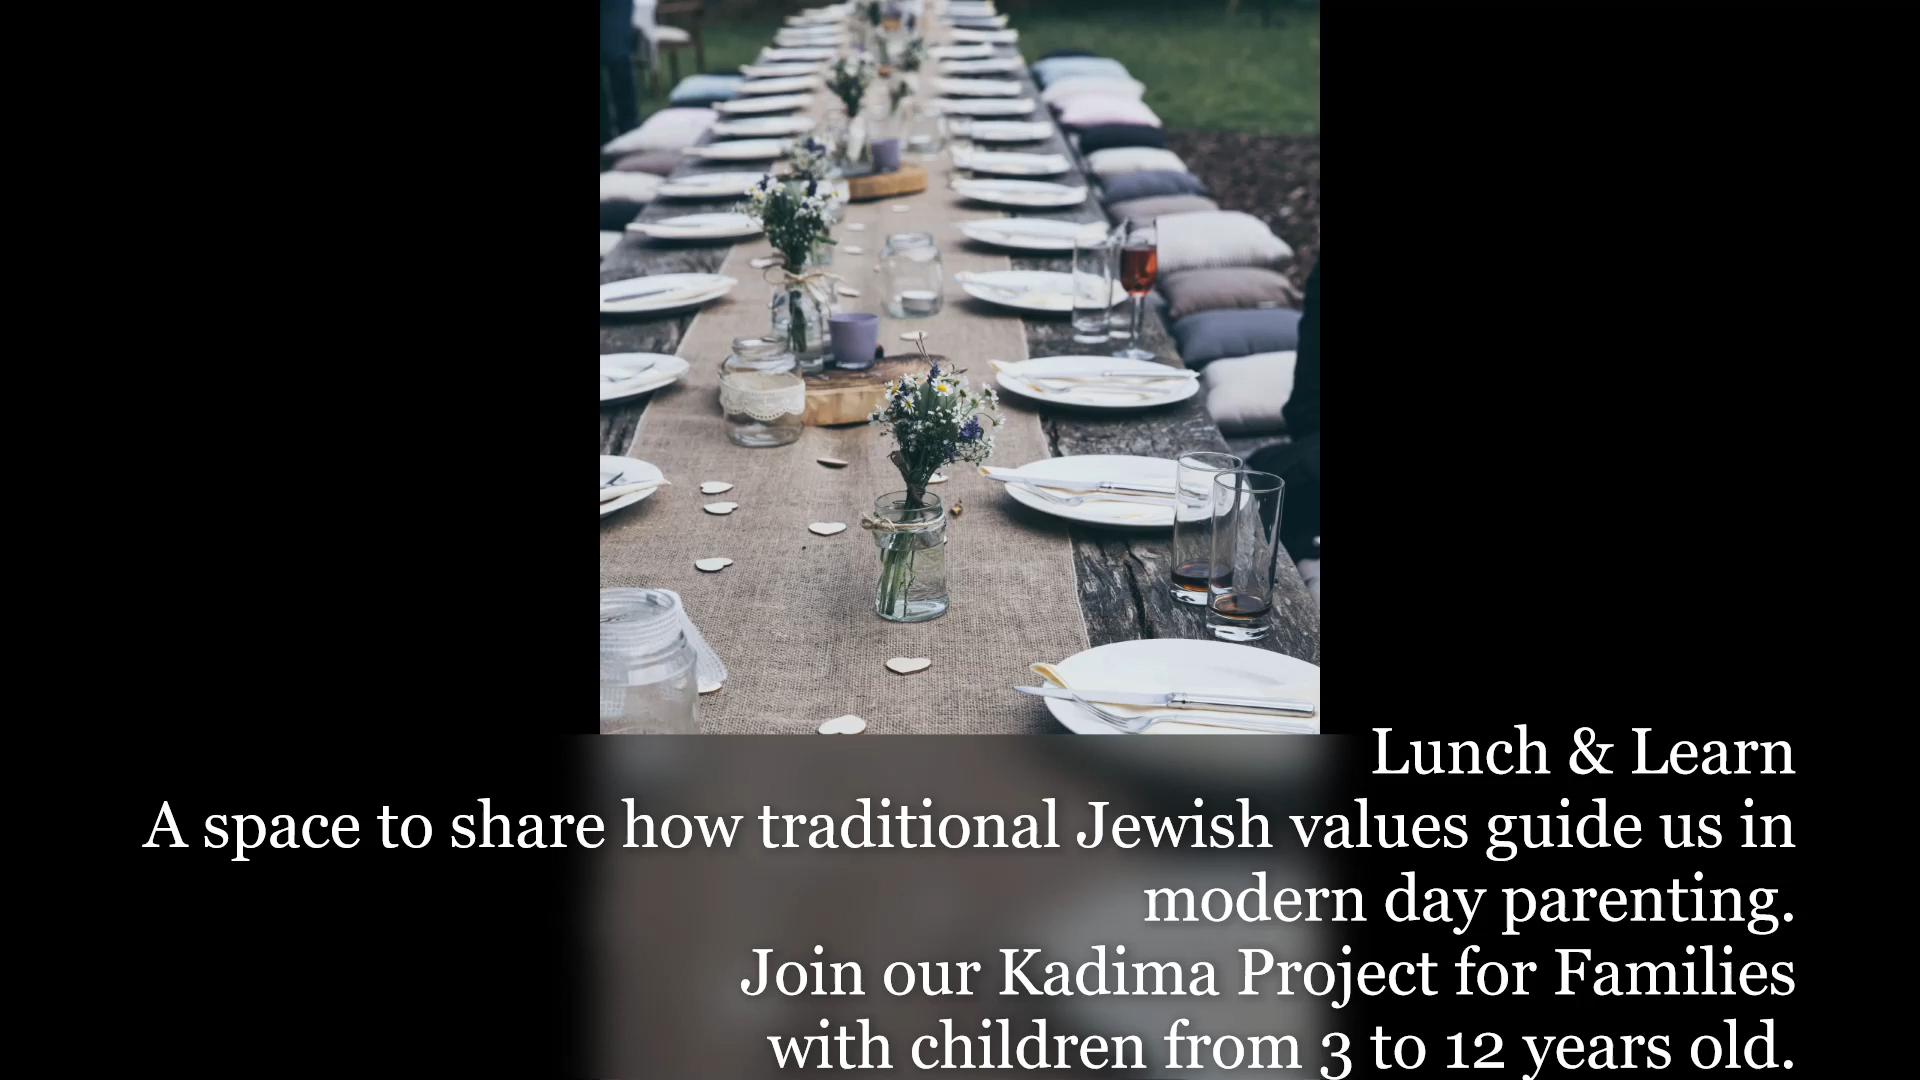 Lunch & Learn
A space to share how traditional Jewish values guide us in
modern day parenting.
Join our Kadima Project for Families
with children from 3 to 12 years old.